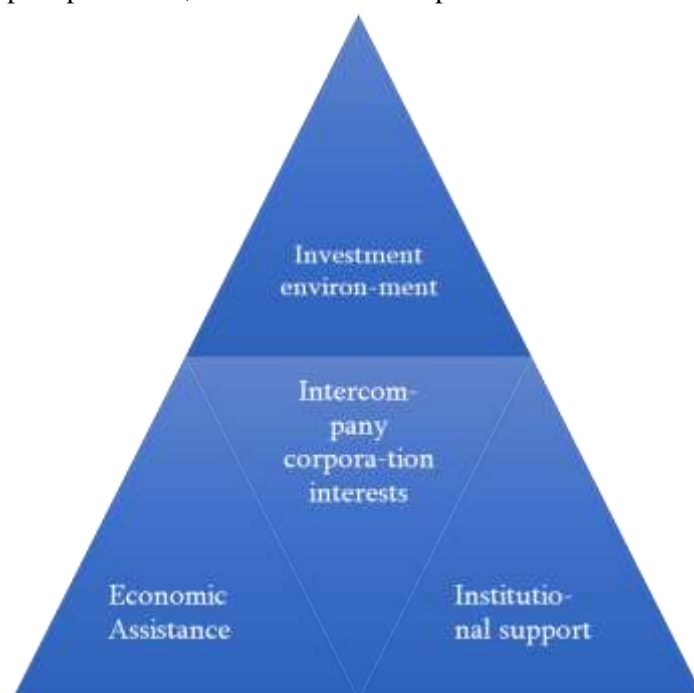 Investment
environ-ment
Intercom-
pany
corpora-tion
interests
Economic
Assistance
Institutio-
nal support